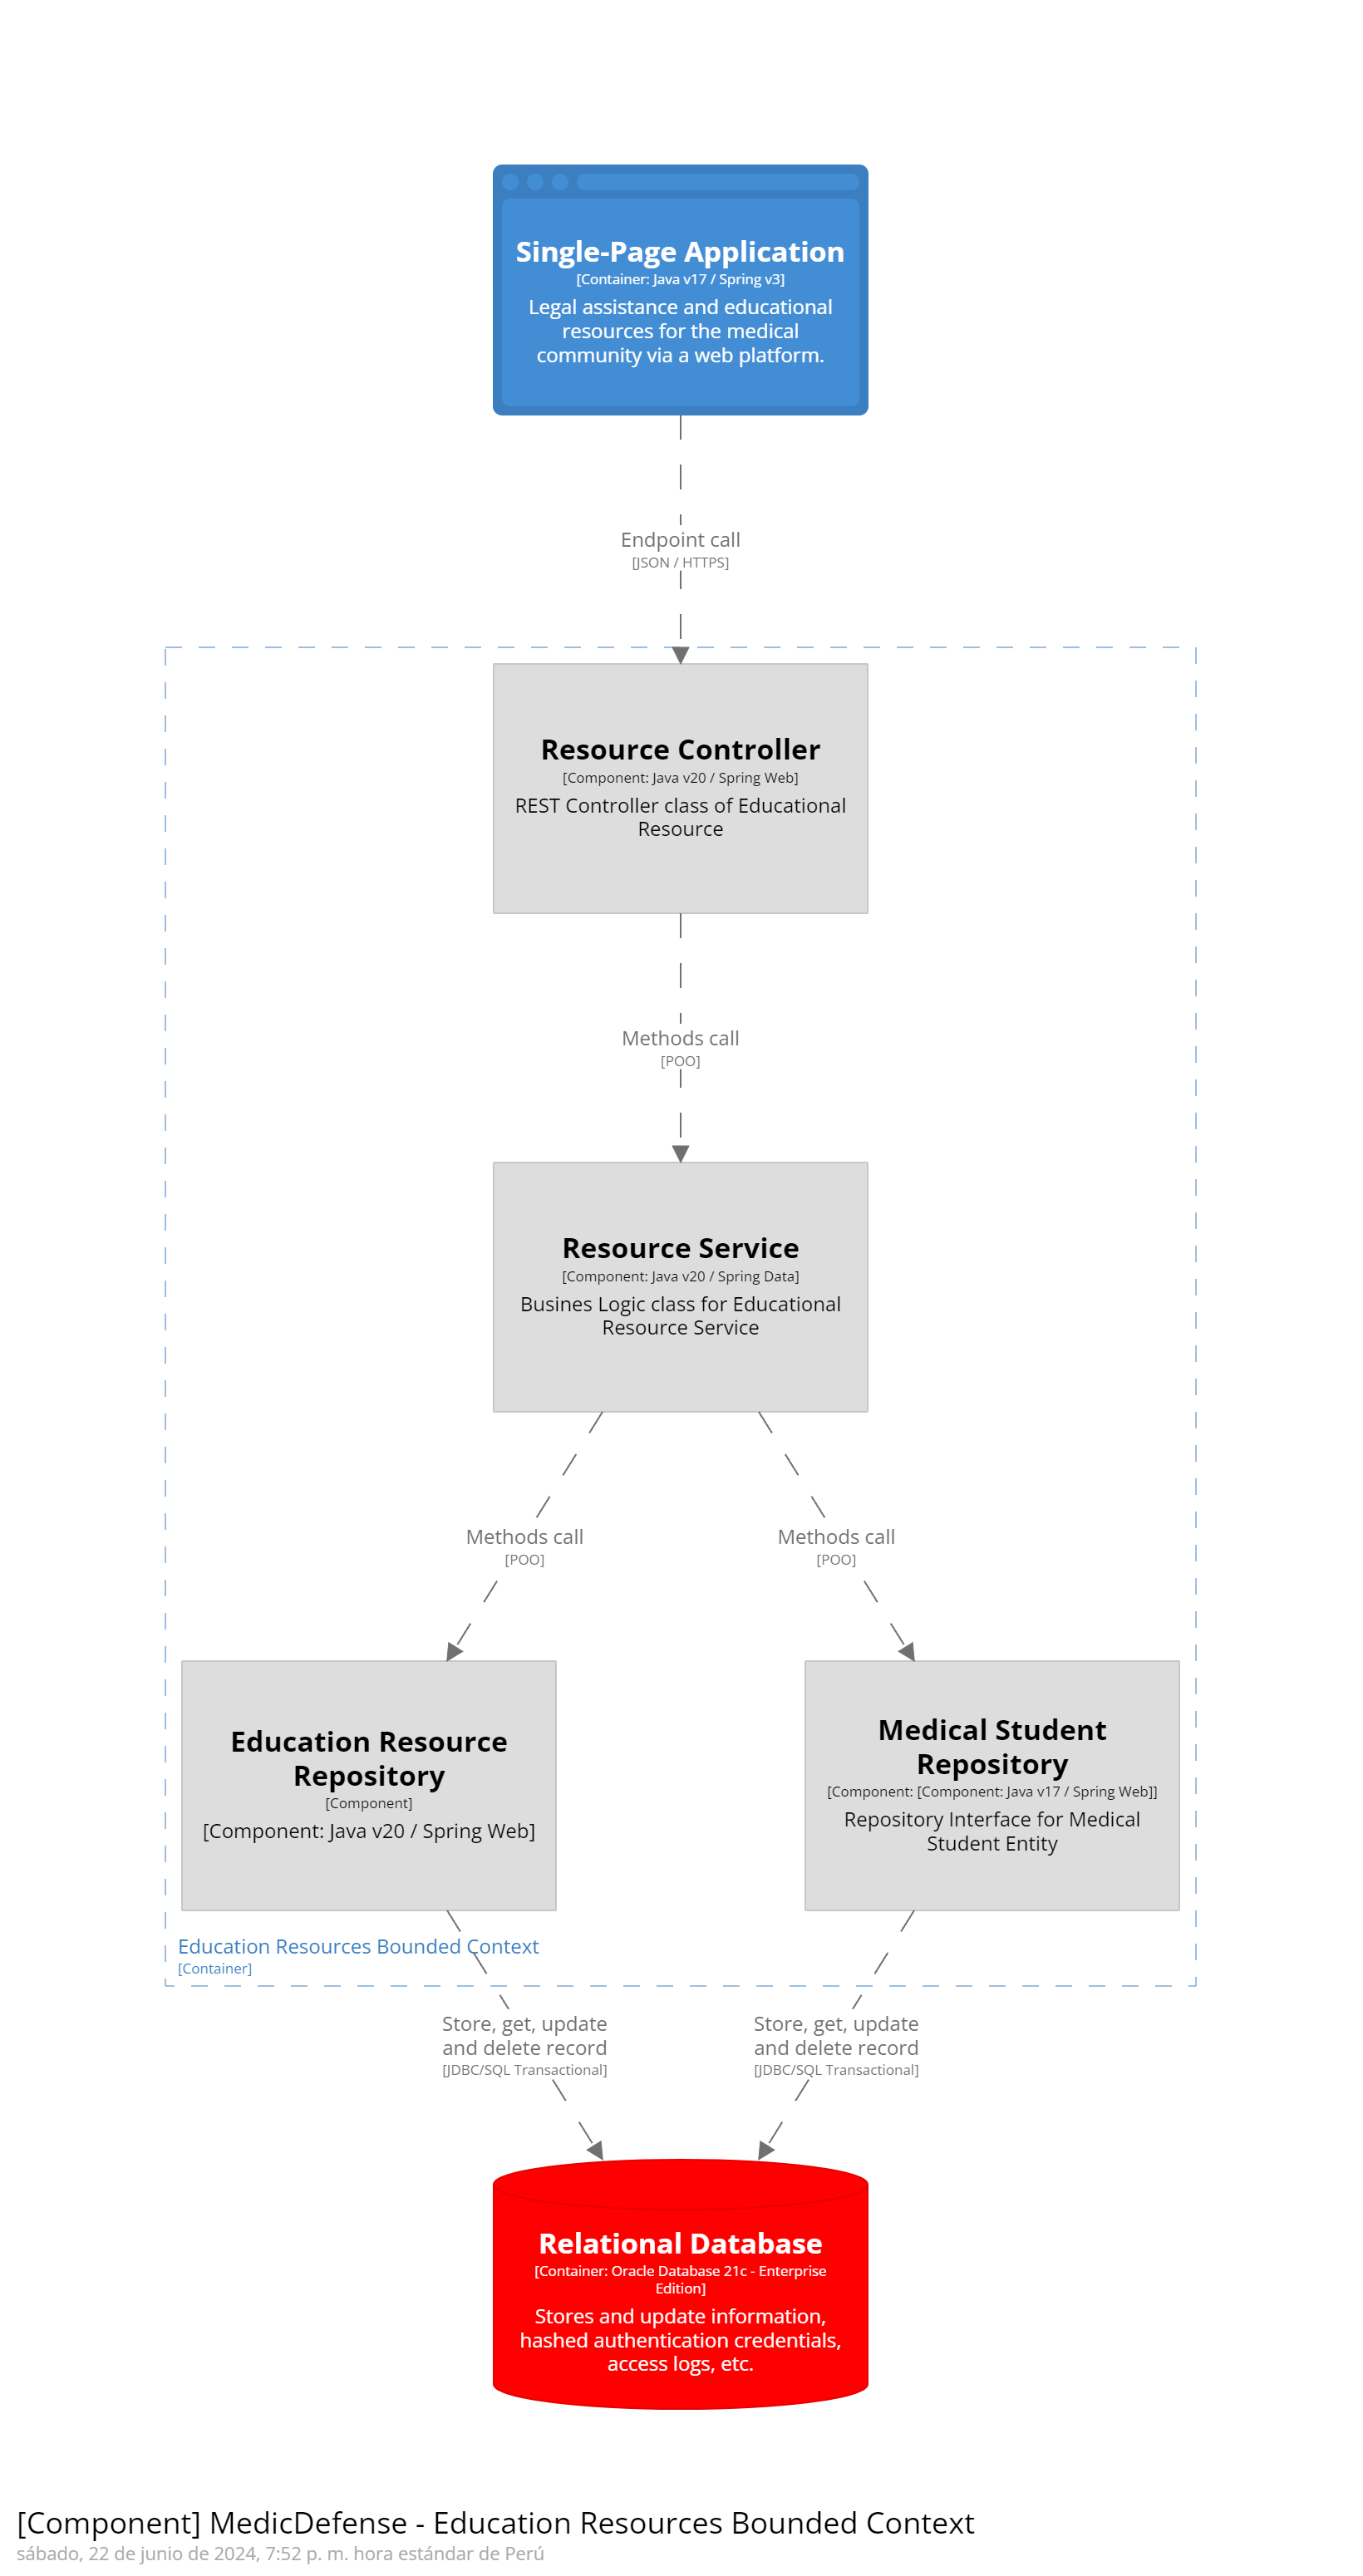 Single-Page Application
[Container: Java v17 / Spring v3]
Legal assistance and educational
resources for the medical
community via a web platform.
Endpoint call
[JSON / HTTPS]
Resource Controller
[Component: Java v20 / Spring Web]
REST Controller class of Educational
Resource
Methods call
[POO]
Resource Service
[Component: Java v20 / Spring Data]
Busines Logic class for Educational
Resource Service
Methods call
[POO]
Methods call
[POO]
Education Resource
Repository
[Component]
[Component: Java v20 / Spring Web]
Medical Student
Repository
[Component: [Component: Java v17 / Spring Web]]
Repository Interface for Medical
Student Entity
Education Resources Bounded Context
[Container]
Store, get, update
and delete record
[JDBC/SQL Transactional]
Store, get, update
and delete record
[JDBC/SQL Transactional]
Relational Database
[Container: Oracle Database 21c - Enterprise
Edition]
Stores and update information,
hashed authentication credentials,
access logs, etc.
[Component] MedicDefense - Education Resources Bounded Context
sábado, 22 de junio de 2024, 7:52 p. m. hora estándar de Perú